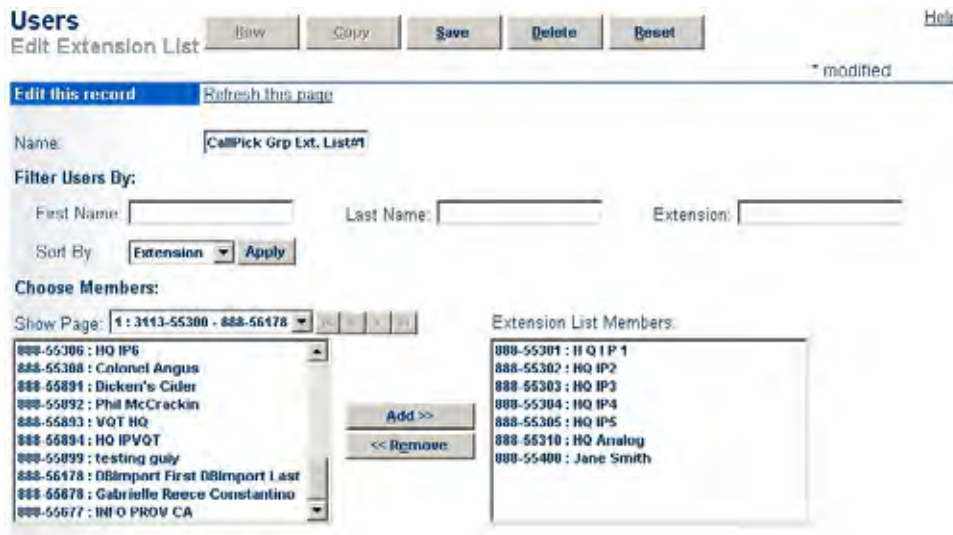 Users
Edit Extension List
New Copy Save Delete Reset
Help
* modified
Edit this record Refresh this page
Name: CallPick Grp Ext. List#1
Filter Users By:
First Name: Last Name: Extension:
Sort By: Extension Apply
Choose Members:
Show Page: 1 : 3113-55300 - 888-56178
Extension List Members:
888-55306 : HQ IP6
888-55308 : Colonel Angus
888-55891 : Dicken's Cider
888-55892 : Phil McCrackin
888-55893 : VQT HQ
888-55894 : HQ IPVQT
888-55899 : testing guiy
888-56178 : DBImport First DBImport Last
888-55678 : Gabrielle Reece Constantino
888-55677 : INFO PROV CA
Add >>
<< Remove
888-55301 : H Q I P 1
888-55302 : HQ IP2
888-55303 : HQ IP3
888-55304 : HQ IP4
888-55305 : HQ IP5
888-55310 : HQ Analog
888-55400 : Jane Smith